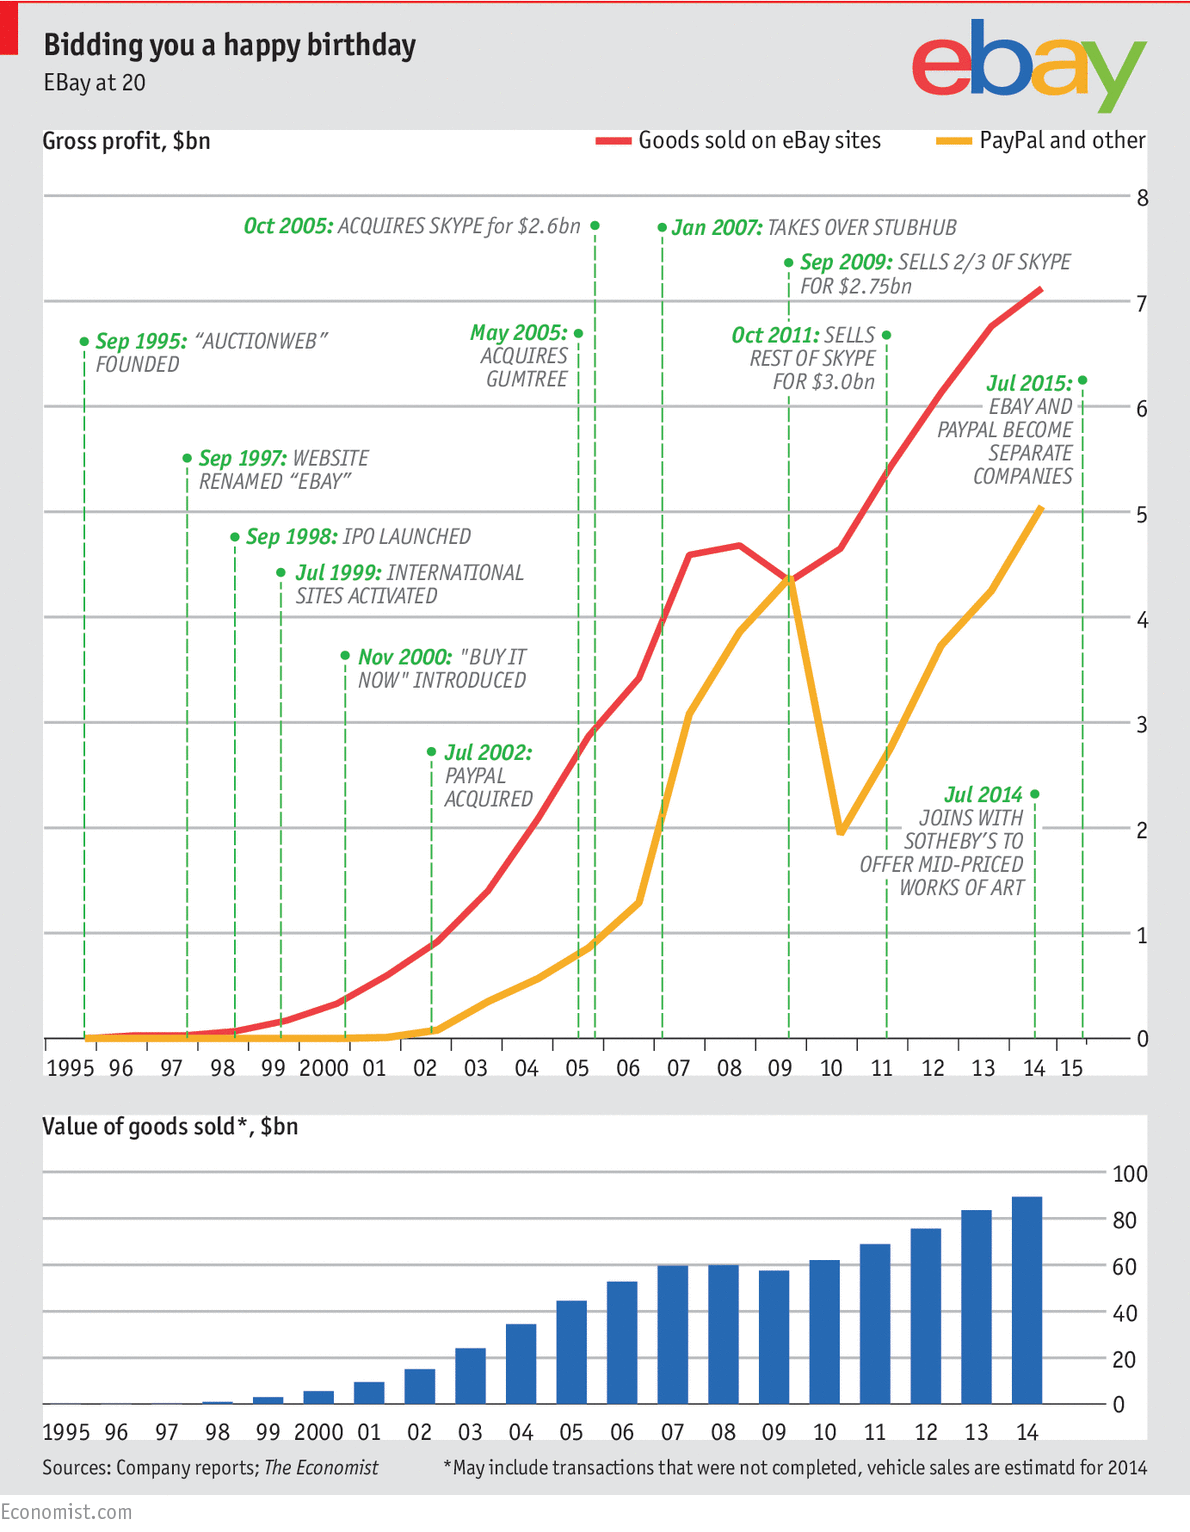 Bidding you a happy birthday
EBay at 20
ebay
Gross profit, $bn
Goods sold on eBay sites
PayPal and other
8
7
6
5
4
3
2
1
0
Oct 2005: ACQUIRES SKYPE for $2.6bn
Jan 2007: TAKES OVER STUBHUB
Sep 2009: SELLS 2/3 OF SKYPE
FOR $2.75bn
Sep 1995: “AUCTIONWEB”
FOUNDED
May 2005:
ACQUIRES
GUMTREE
Oct 2011: SELLS
REST OF SKYPE
FOR $3.0bn
Jul 2015:
EBAY AND
PAYPAL BECOME
SEPARATE
COMPANIES
Sep 1997: WEBSITE
RENAMED “EBAY”
Sep 1998: IPO LAUNCHED
Jul 1999: INTERNATIONAL
SITES ACTIVATED
Nov 2000: "BUY IT
NOW" INTRODUCED
Jul 2002:
PAYPAL
ACQUIRED
Jul 2014
JOINS WITH
SOTHEBY’S TO
OFFER MID-PRICED
WORKS OF ART
1995 96 97 98 99 2000 01 02 03 04 05 06 07 08 09 10 11 12 13 14 15
Value of goods sold*, $bn
100
80
60
40
20
0
1995 96 97 98 99 2000 01 02 03 04 05 06 07 08 09 10 11 12 13 14
Sources: Company reports; The Economist
*May include transactions that were not completed, vehicle sales are estimatd for 2014
Economist.com